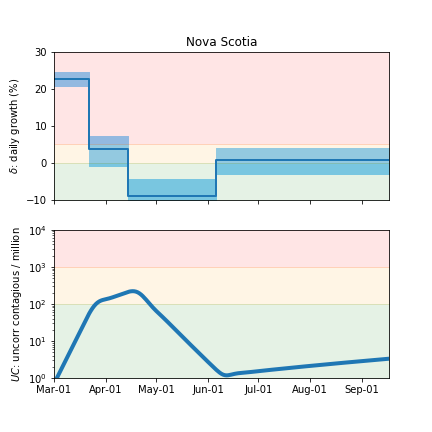 Nova Scotia
30
20
10
0
−10
δ: daily growth (%)
10⁴
10³
10²
10¹
10⁰
UC: uncorr contagious / million
Mar-01 Apr-01 May-01 Jun-01 Jul-01 Aug-01 Sep-01